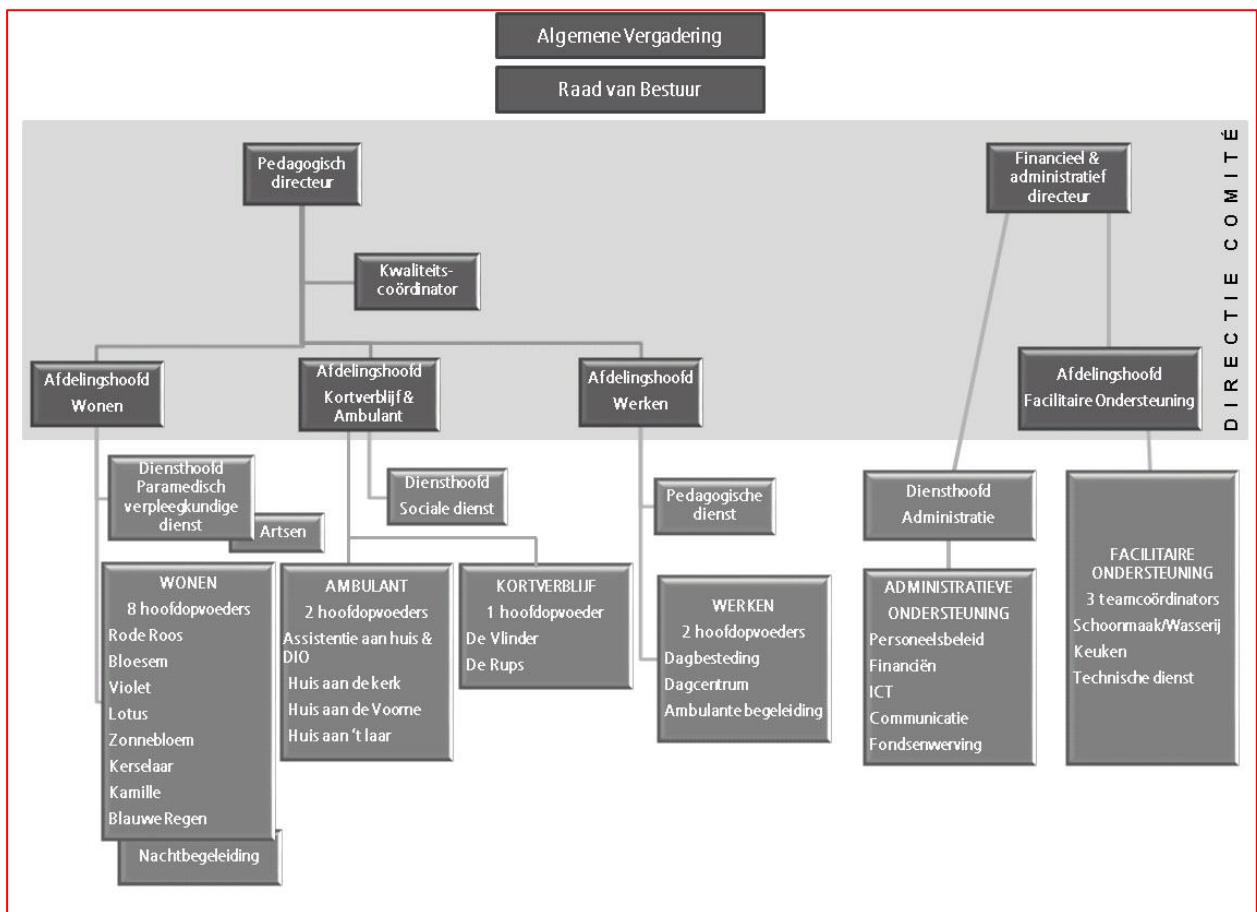 Algemene Vergadering
Raad van Bestuur
DIRECTIE COMITÉ
Pedagogisch
directeur
Financieel &
administratief
directeur
Kwaliteits-
coördinator
Afdelingshoofd
Wonen
Afdelingshoofd
Kortverblijf &
Ambulant
Afdelingshoofd
Werken
Afdelingshoofd
Facilitaire Ondersteuning
Diensthoofd
Paramedisch
verpleegkundige
dienst
Artsen
Diensthoofd
Sociale dienst
Pedagogische
dienst
Diensthoofd
Administratie
WONEN
8 hoofdopvoeders
Rode Roos
Bloesem
Violet
Lotus
Zonnebloem
Kerselaar
Kamille
Blauwe Regen
Nachtbegeleiding
AMBULANT
2 hoofdopvoeders
Assistentie aan huis &
DIO
Huis aan de kerk
Huis aan de Voorne
Huis aan ‘t laar
KORTVERBLIJF
1 hoofdopvoeder
De Vlinder
De Rups
WERKEN
2 hoofdopvoeders
Dagbesteding
Dagcentrum
Ambulante begeleiding
ADMINISTRATIEVE
ONDERSTEUNING
Personeelsbeleid
Financiën
ICT
Communicatie
Fondsenwerving
FACILITAIRE
ONDERSTEUNING
3 teamcoördinators
Schoonmaak/Wasserij
Keuken
Technische dienst